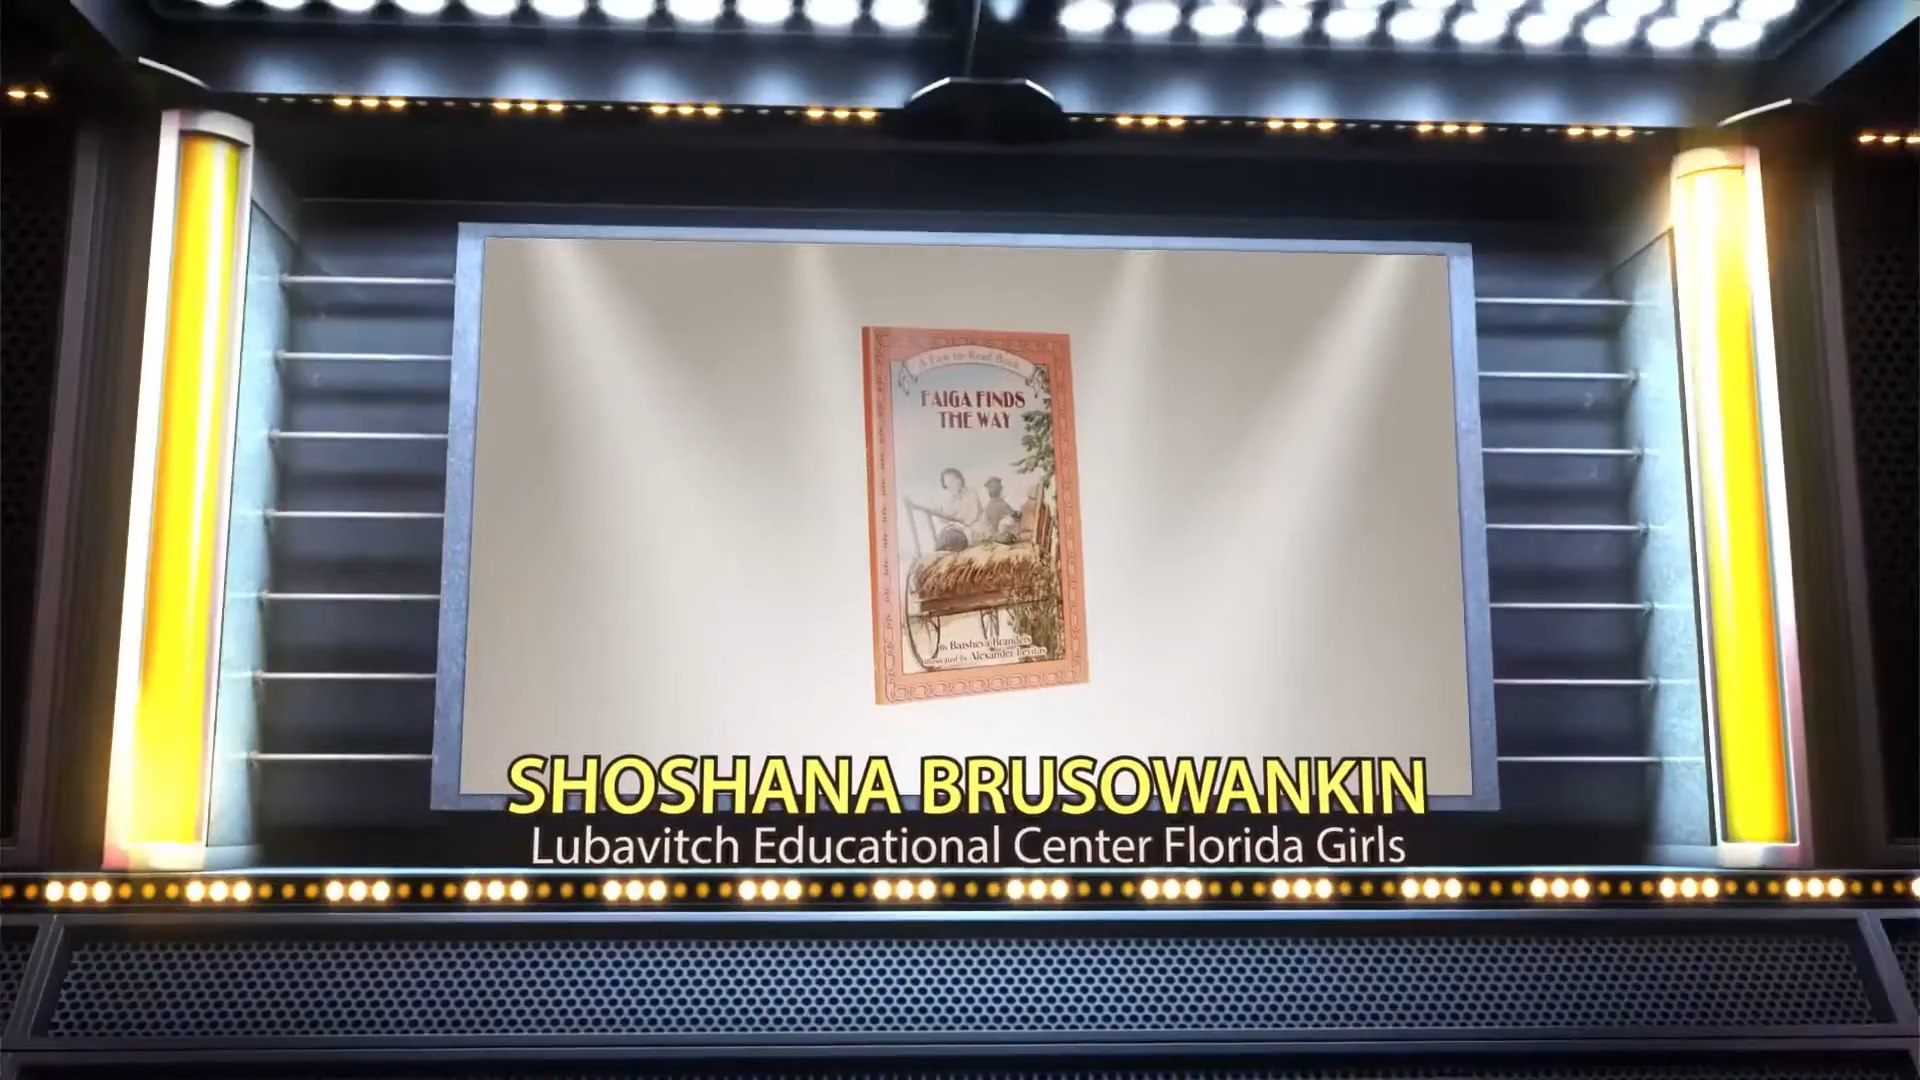 A Fun-to-Read Book
FAIGA FINDS
THE WAY
By Batsheva Brandeis
Illustrated by Alexander Levitas
SHOSHANA BRUSOWANKIN
Lubavitch Educational Center Florida Girls